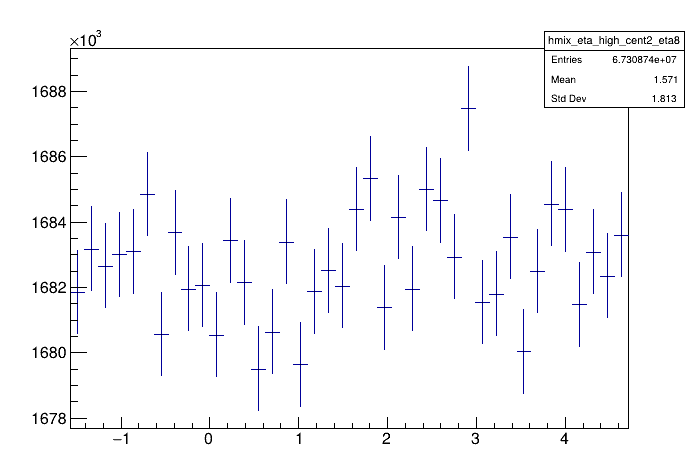 ×10³
hmix_eta_high_cent2_eta8
Entries 6.730874e+07
Mean 1.571
Std Dev 1.813
1688
1686
1684
1682
1680
1678
−1 0 1 2 3 4